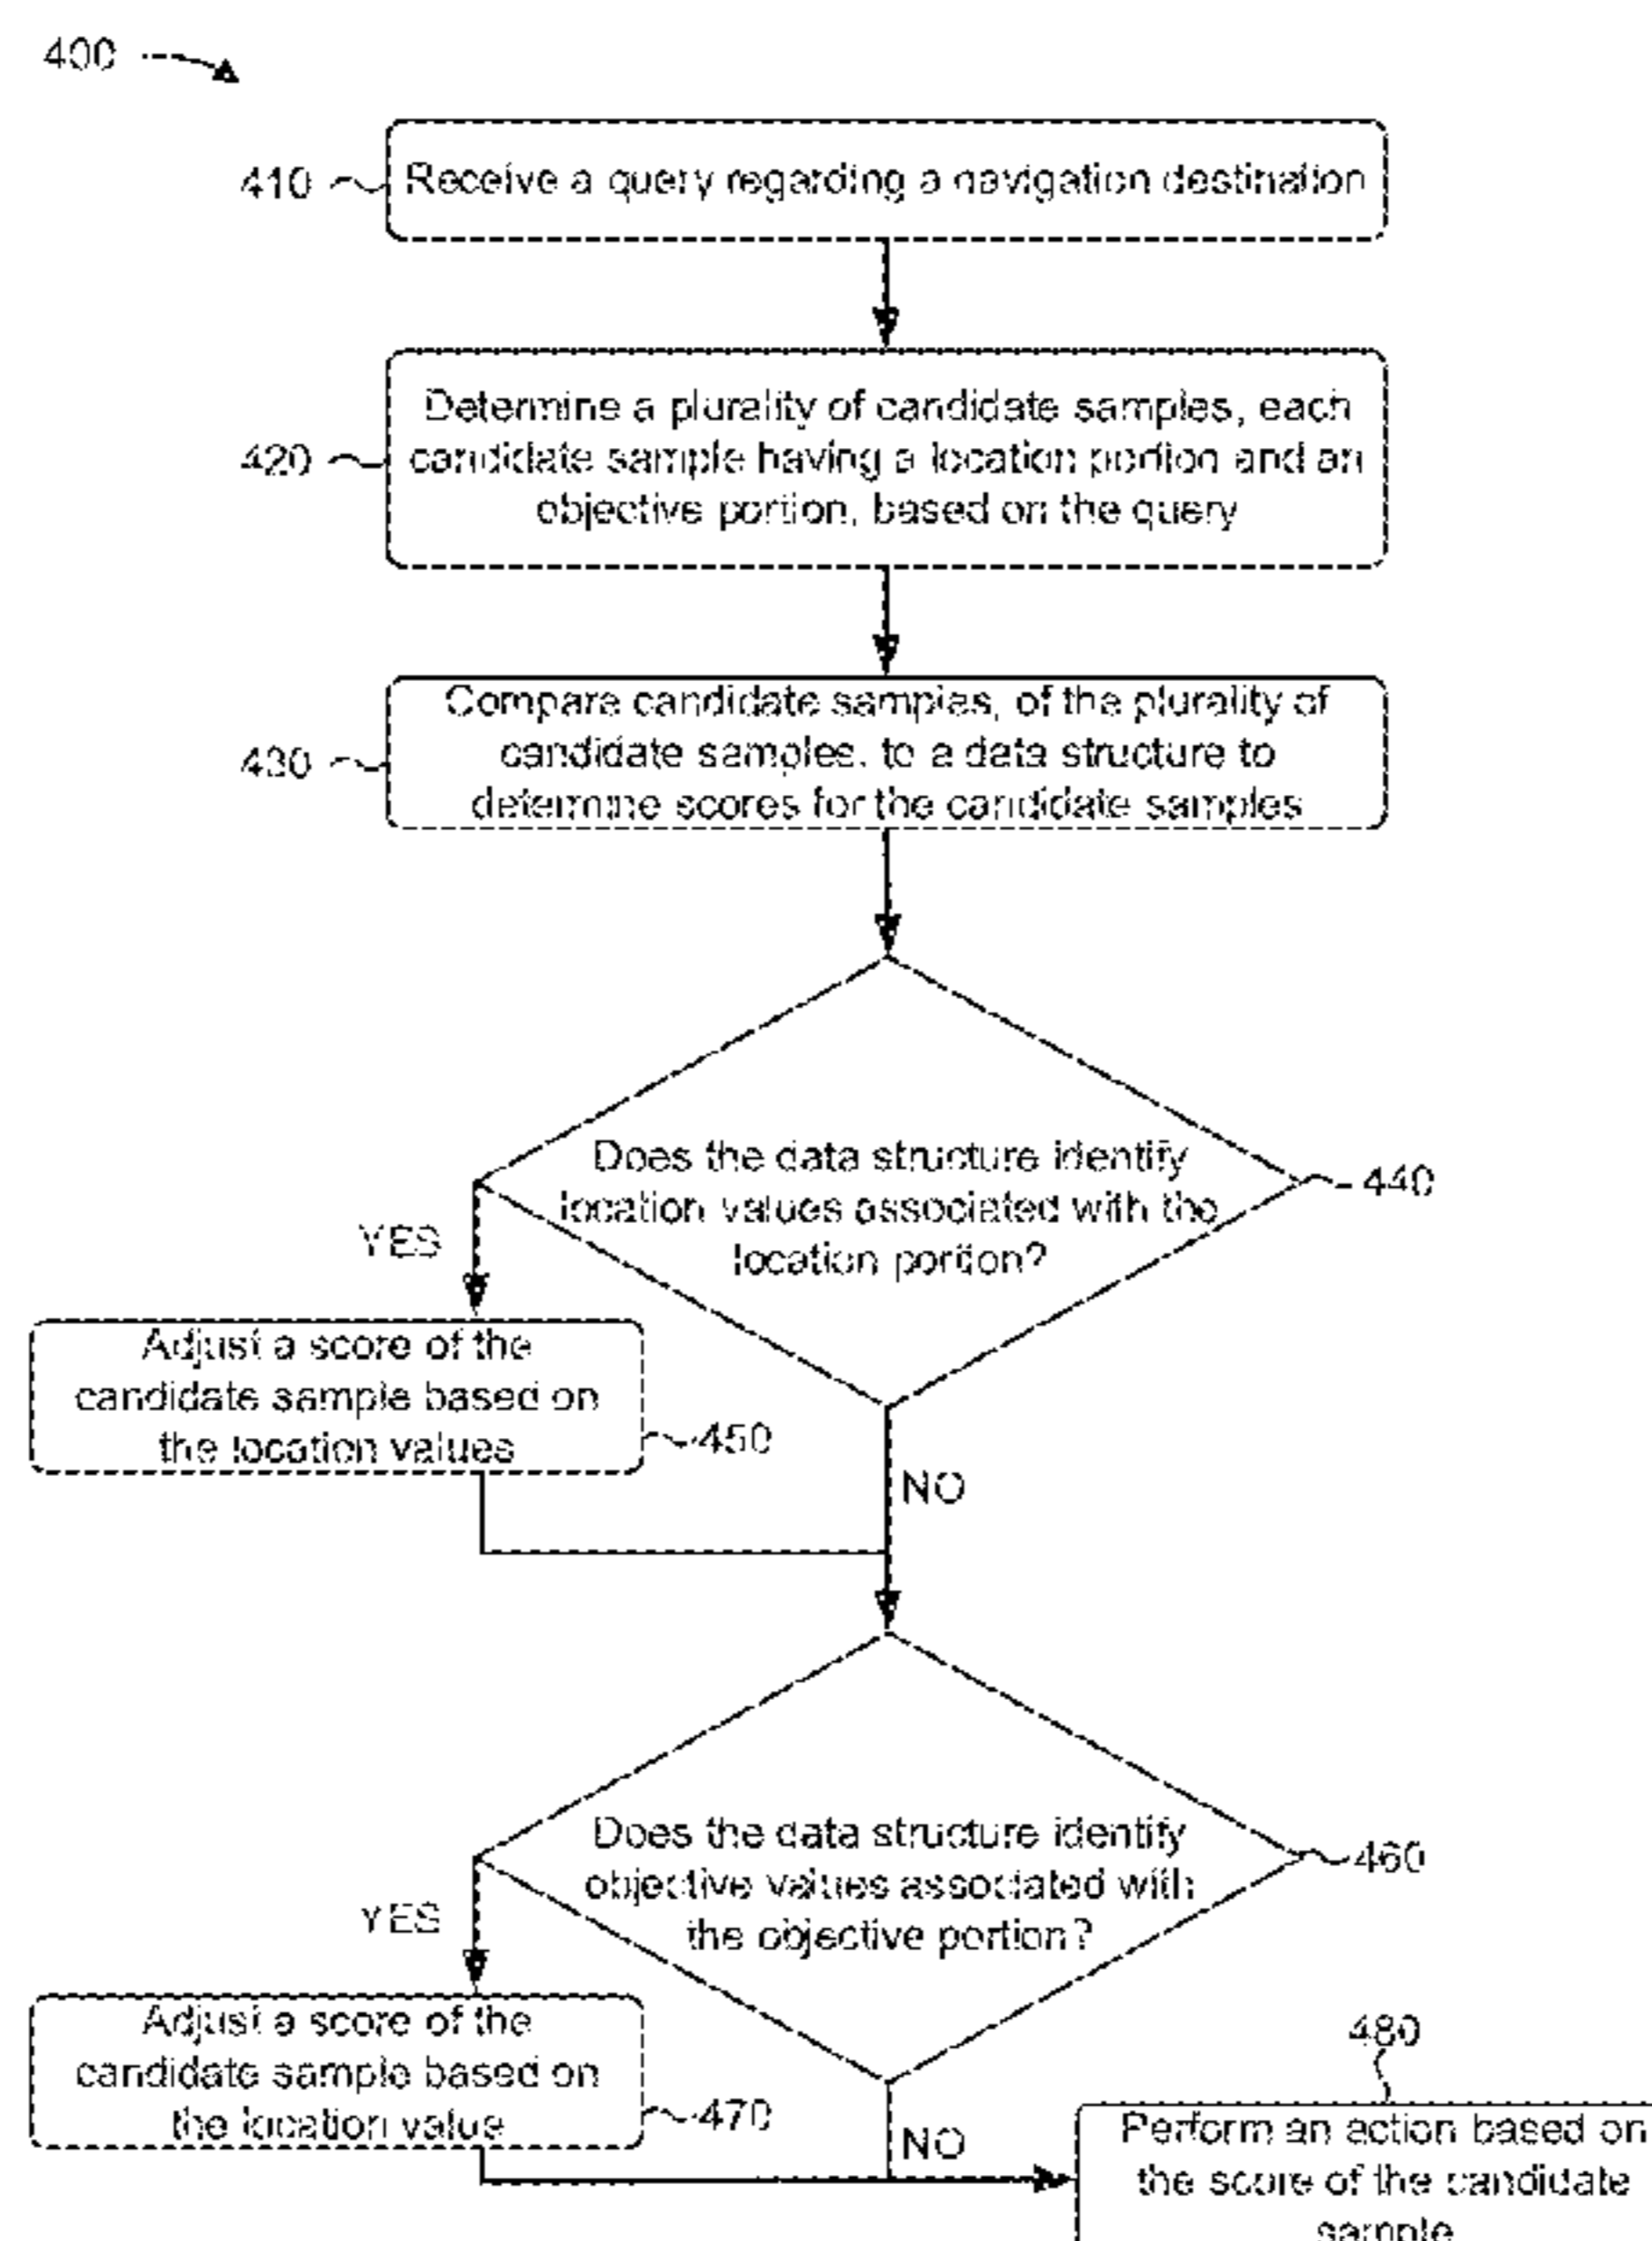 400
410
Receive a query regarding a navigation destination
420
Determine a plurality of candidate samples, each
candidate sample having a location portion and an
objective portion, based on the query
430
Compare candidate samples, of the plurality of
candidate samples, to a data structure to
determine scores for the candidate samples
Does the data structure identify
location values associated with the
location portion?
440
YES
Adjust a score of the
candidate sample based on
the location values
450
NO
Does the data structure identify
objective values associated with
the objective portion?
460
YES
Adjust a score of the
candidate sample based on
the location value
470
NO
480
Perform an action based on
the score of the candidate
sample